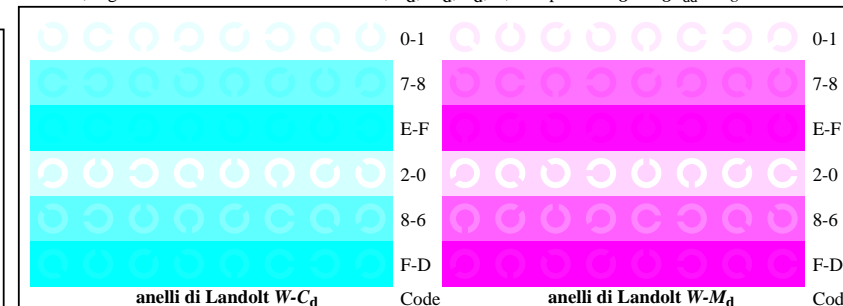 0-1 0-1
7-8 7-8
E-F E-F
2-0 2-0
8-6 8-6
F-D F-D
anelli di Landolt W-Cd Code anelli di Landolt W-Md